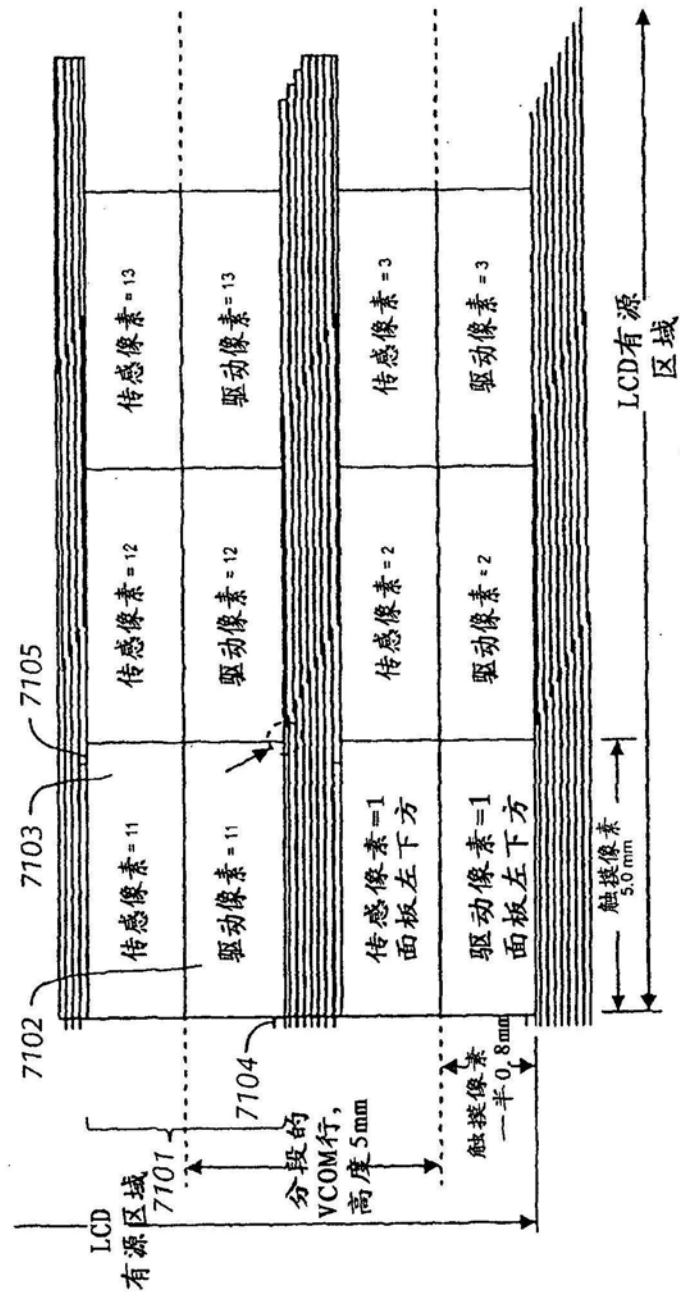 7105
7103
7102
传感像素=11
传感像素=12
传感像素=13
驱动像素=11
驱动像素=12
驱动像素=13
7104
7101
LCD
有源区域
分段的
VCOM行,
高度5mm
传感像素=1
面板左下方
传感像素=2
传感像素=3
驱动像素=1
面板左下方
驱动像素=2
驱动像素=3
触摸像素
一半0.8mm
触摸像素
5.0mm
LCD有源
区域